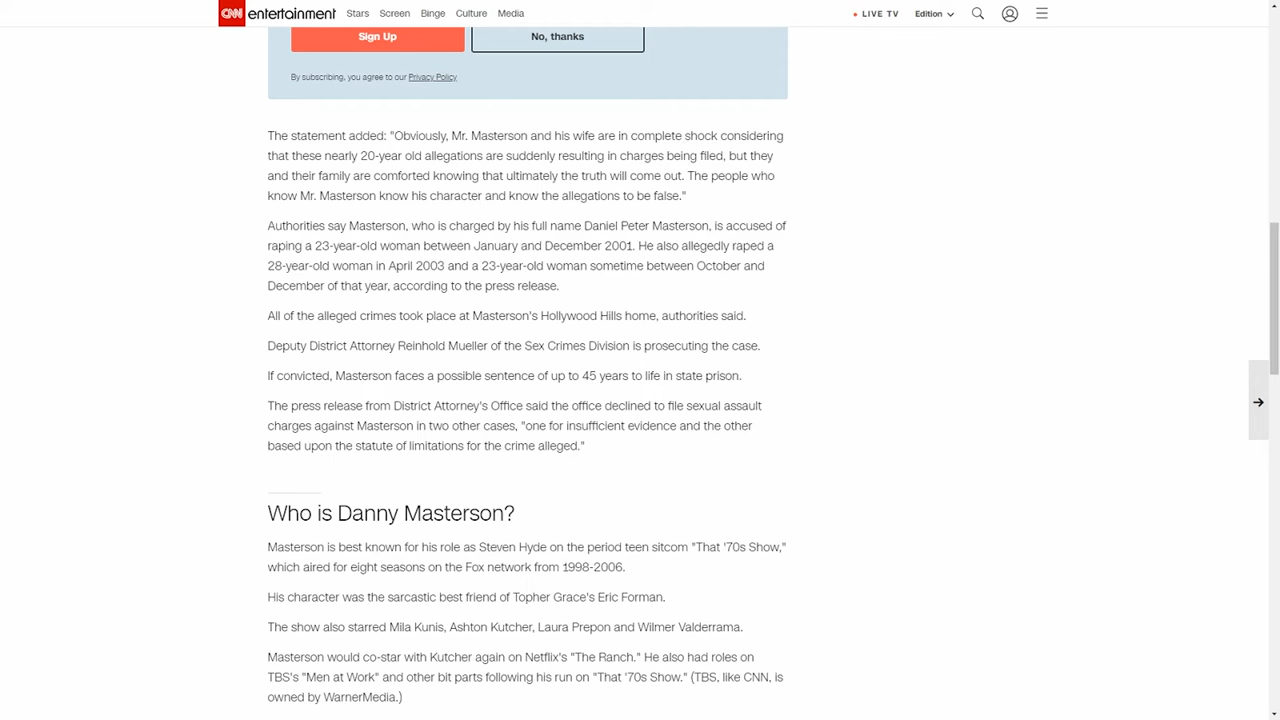 CNN entertainment Stars Screen Binge Culture Media LIVE TV Edition
Sign Up No, thanks
By subscribing, you agree to our Privacy Policy
The statement added: "Obviously, Mr. Masterson and his wife are in complete shock considering
that these nearly 20-year old allegations are suddenly resulting in charges being filed, but they
and their family are comforted knowing that ultimately the truth will come out. The people who
know Mr. Masterson know his character and know the allegations to be false."
Authorities say Masterson, who is charged by his full name Daniel Peter Masterson, is accused of
raping a 23-year-old woman between January and December 2001. He also allegedly raped a
28-year-old woman in April 2003 and a 23-year-old woman sometime between October and
December of that year, according to the press release.
All of the alleged crimes took place at Masterson's Hollywood Hills home, authorities said.
Deputy District Attorney Reinhold Mueller of the Sex Crimes Division is prosecuting the case.
If convicted, Masterson faces a possible sentence of up to 45 years to life in state prison.
The press release from District Attorney's Office said the office declined to file sexual assault
charges against Masterson in two other cases, "one for insufficient evidence and the other
based upon the statute of limitations for the crime alleged."
Who is Danny Masterson?
Masterson is best known for his role as Steven Hyde on the period teen sitcom "That '70s Show,"
which aired for eight seasons on the Fox network from 1998-2006.
His character was the sarcastic best friend of Topher Grace's Eric Forman.
The show also starred Mila Kunis, Ashton Kutcher, Laura Prepon and Wilmer Valderrama.
Masterson would co-star with Kutcher again on Netflix's "The Ranch." He also had roles on
TBS's "Men at Work" and other bit parts following his run on "That '70s Show." (TBS, like CNN, is
owned by WarnerMedia.)